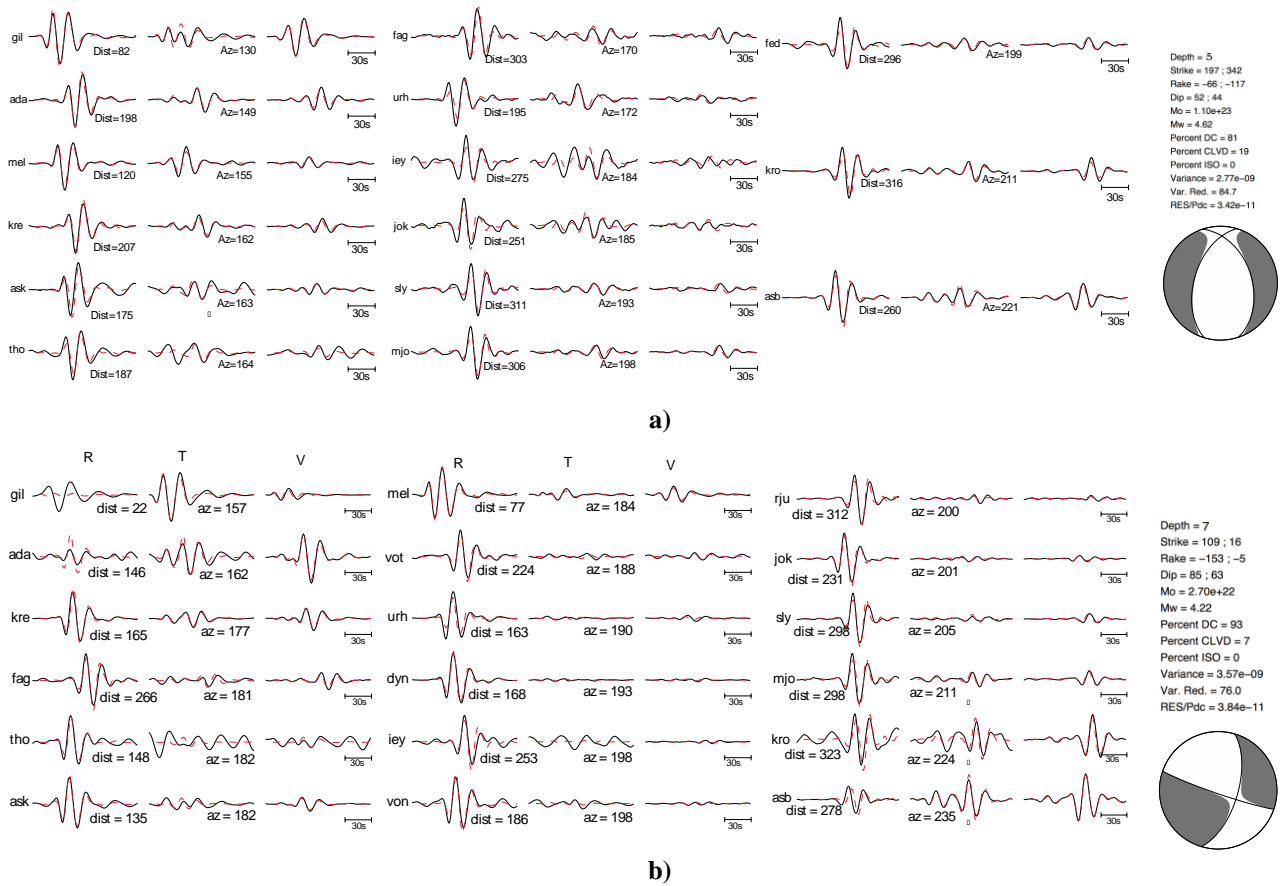 gil Dist=82 Az=130 30s
fag Dist=303 Az=170 30s
fed Dist=296 Az=199 30s
ada Dist=198 Az=149 30s
urh Dist=195 Az=172 30s
mel Dist=120 Az=155 30s
iey Dist=275 Az=184 30s
kro Dist=316 Az=211 30s
kre Dist=207 Az=162 30s
jok Dist=251 Az=185 30s
ask Dist=175 Az=163 30s
sly Dist=311 Az=193 30s
asb Dist=260 Az=221 30s
tho Dist=187 Az=164 30s
mjo Dist=306 Az=198 30s
Depth = 5
Strike = 197 ; 342
Rake = −66 ; −117
Dip = 52 ; 44
Mo = 1.10e+23
Mw = 4.62
Percent DC = 81
Percent CLVD = 19
Percent ISO = 0
Variance = 2.77e−09
Var. Red. = 84.7
RES/Pdc = 3.42e−11
a)
R T V
R T V
gil dist = 22 az = 157 30s
mel dist = 77 az = 184 30s
rju dist = 312 az = 200 30s
ada dist = 146 az = 162 30s
vot dist = 224 az = 188 30s
jok dist = 231 az = 201 30s
kre dist = 165 az = 177 30s
urh dist = 163 az = 190 30s
sly dist = 298 az = 205 30s
fag dist = 266 az = 181 30s
dyn dist = 168 az = 193 30s
mjo dist = 298 az = 211 30s
tho dist = 148 az = 182 30s
iey dist = 253 az = 198 30s
kro dist = 323 az = 224 30s
ask dist = 135 az = 182 30s
von dist = 186 az = 198 30s
asb dist = 278 az = 235 30s
Depth = 7
Strike = 109 ; 16
Rake = −153 ; −5
Dip = 85 ; 63
Mo = 2.70e+22
Mw = 4.22
Percent DC = 93
Percent CLVD = 7
Percent ISO = 0
Variance = 3.57e−09
Var. Red. = 76.0
RES/Pdc = 3.84e−11
b)